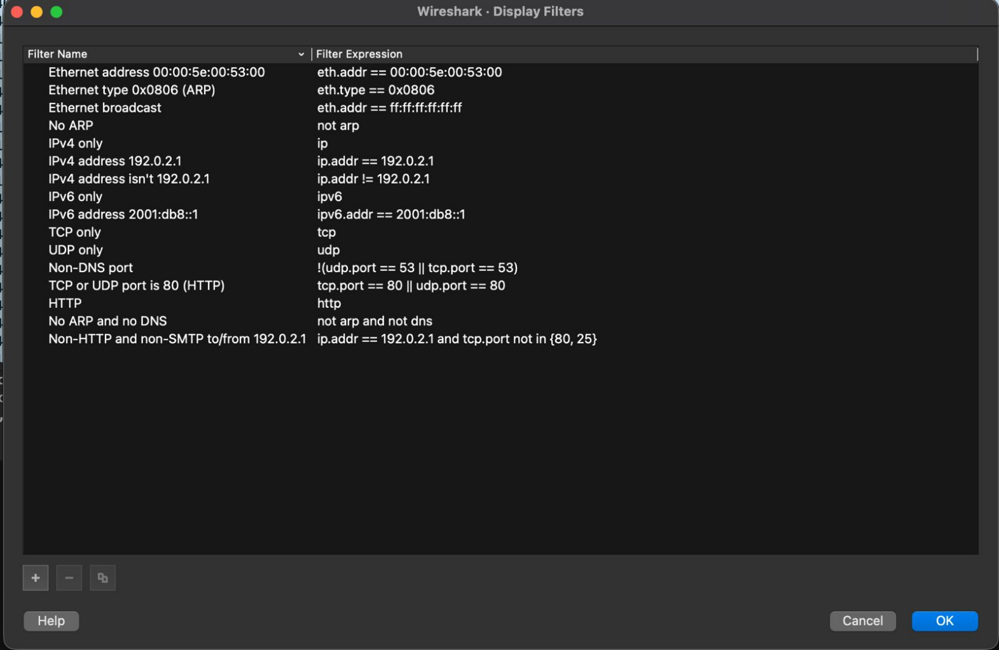 Wireshark · Display Filters
Filter Name Filter Expression
Ethernet address 00:00:5e:00:53:00 eth.addr == 00:00:5e:00:53:00
Ethernet type 0x0806 (ARP) eth.type == 0x0806
Ethernet broadcast eth.addr == ff:ff:ff:ff:ff:ff
No ARP not arp
IPv4 only ip
IPv4 address 192.0.2.1 ip.addr == 192.0.2.1
IPv4 address isn't 192.0.2.1 ip.addr != 192.0.2.1
IPv6 only ipv6
IPv6 address 2001:db8::1 ipv6.addr == 2001:db8::1
TCP only tcp
UDP only udp
Non-DNS port !(udp.port == 53 || tcp.port == 53)
TCP or UDP port is 80 (HTTP) tcp.port == 80 || udp.port == 80
HTTP http
No ARP and no DNS not arp and not dns
Non-HTTP and non-SMTP to/from 192.0.2.1 ip.addr == 192.0.2.1 and tcp.port not in {80, 25}
Help Cancel OK